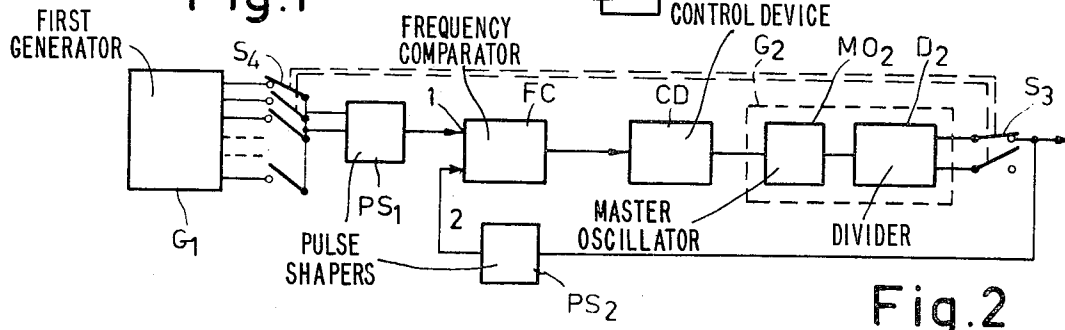 Fig.1
FIRST
GENERATOR
S4
FREQUENCY
COMPARATOR
CONTROL DEVICE
G2
MO2
D2
S3
1
FC
CD
PS1
2
G1
PULSE
SHAPERS
MASTER
OSCILLATOR
DIVIDER
PS2
Fig.2